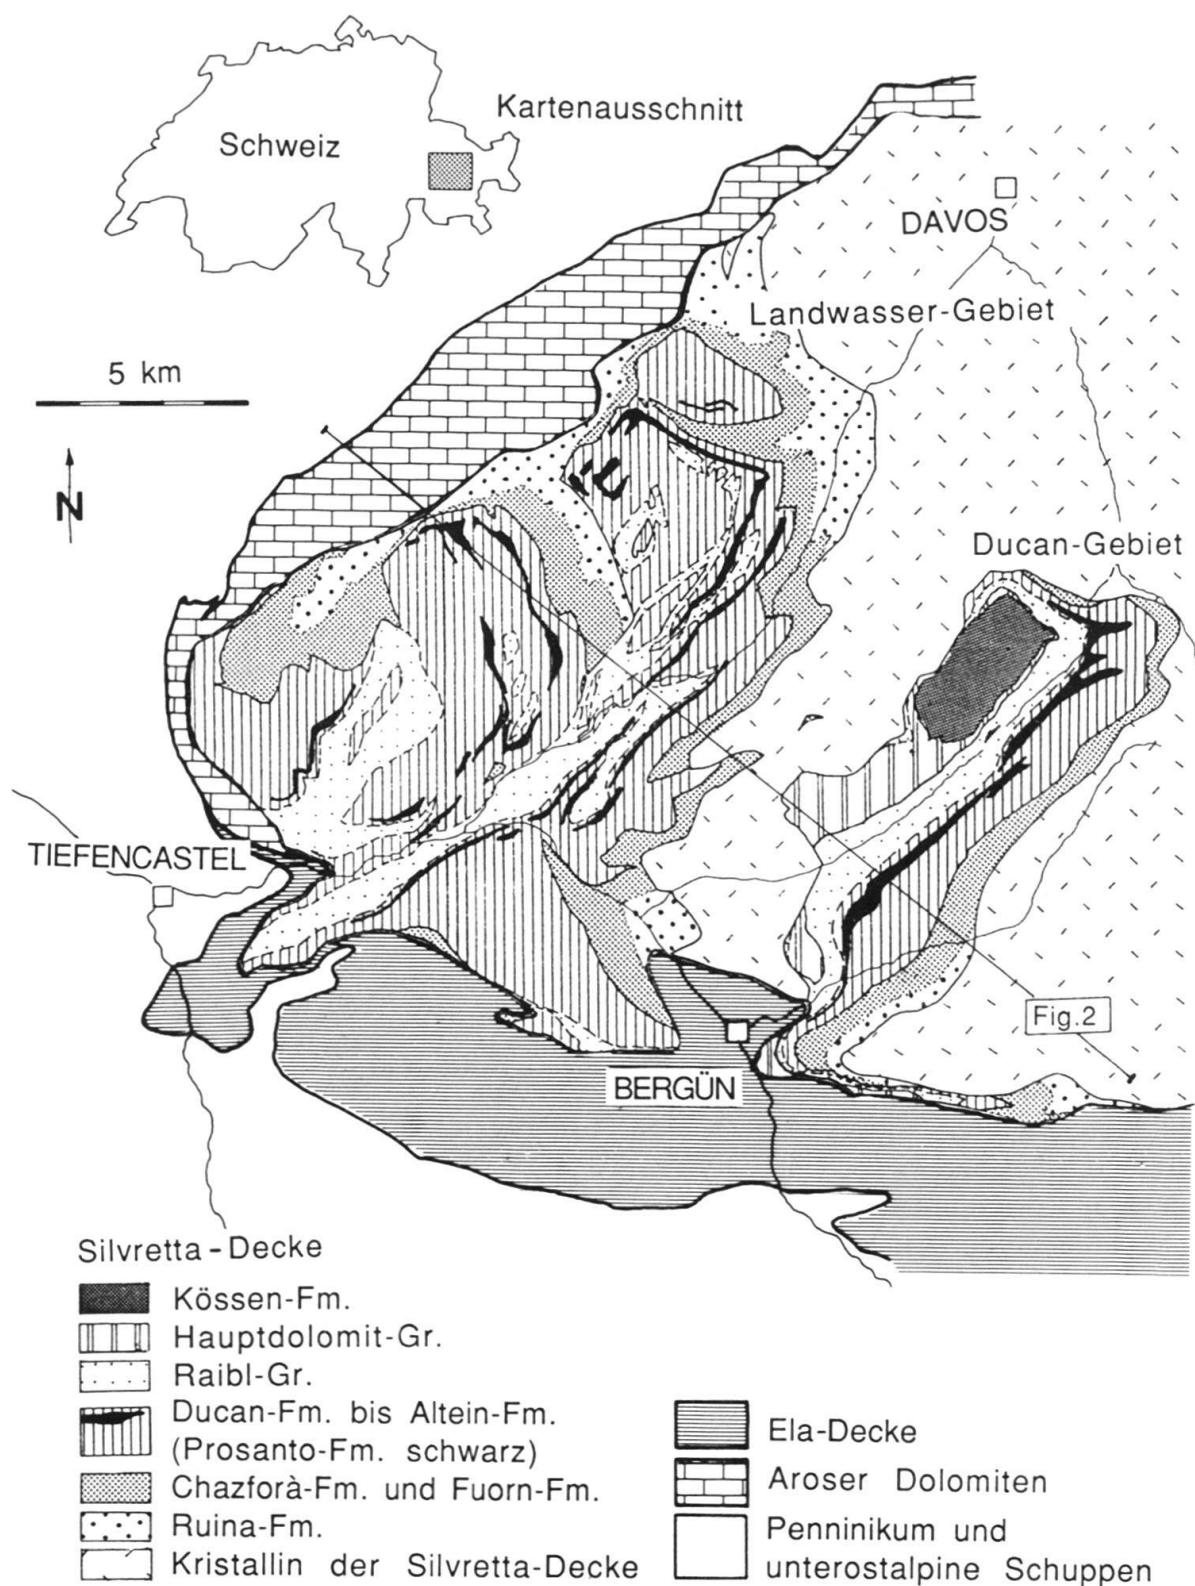 Kartenausschnitt
Schweiz
DAVOS
Landwasser-Gebiet
5 km
N
Ducan-Gebiet
TIEFENCASTEL
Fig.2
BERGÜN
Silvretta-Decke
Kössen-Fm.
Hauptdolomit-Gr.
Raibl-Gr.
Ducan-Fm. bis Altein-Fm.
(Prosanto-Fm. schwarz)
Chazforà-Fm. und Fuorn-Fm.
Ruina-Fm.
Kristallin der Silvretta-Decke
Ela-Decke
Aroser Dolomiten
Penninikum und
unterostalpine Schuppen